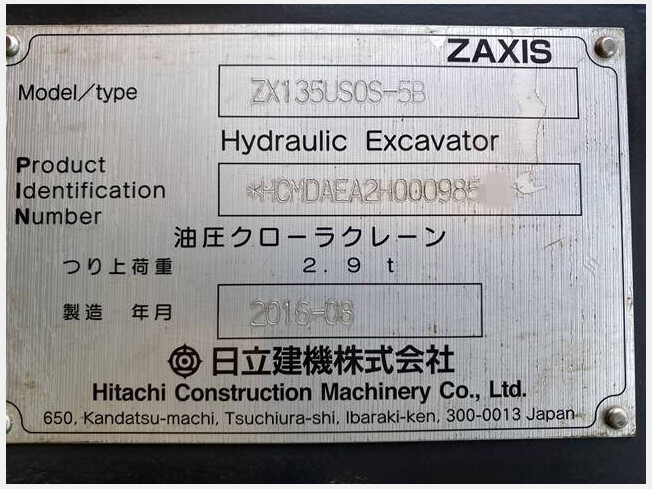 ZAXIS
Model/type ZX135USOS-5B
Hydraulic Excavator
Product
Identification *HCMDAEA2H000985
Number
油圧クローラクレーン
つり上荷重 2.9 t
製造 年月 2016-08
日立建機株式会社
Hitachi Construction Machinery Co., Ltd.
650, Kandatsu-machi, Tsuchiura-shi, Ibaraki-ken, 300-0013 Japan